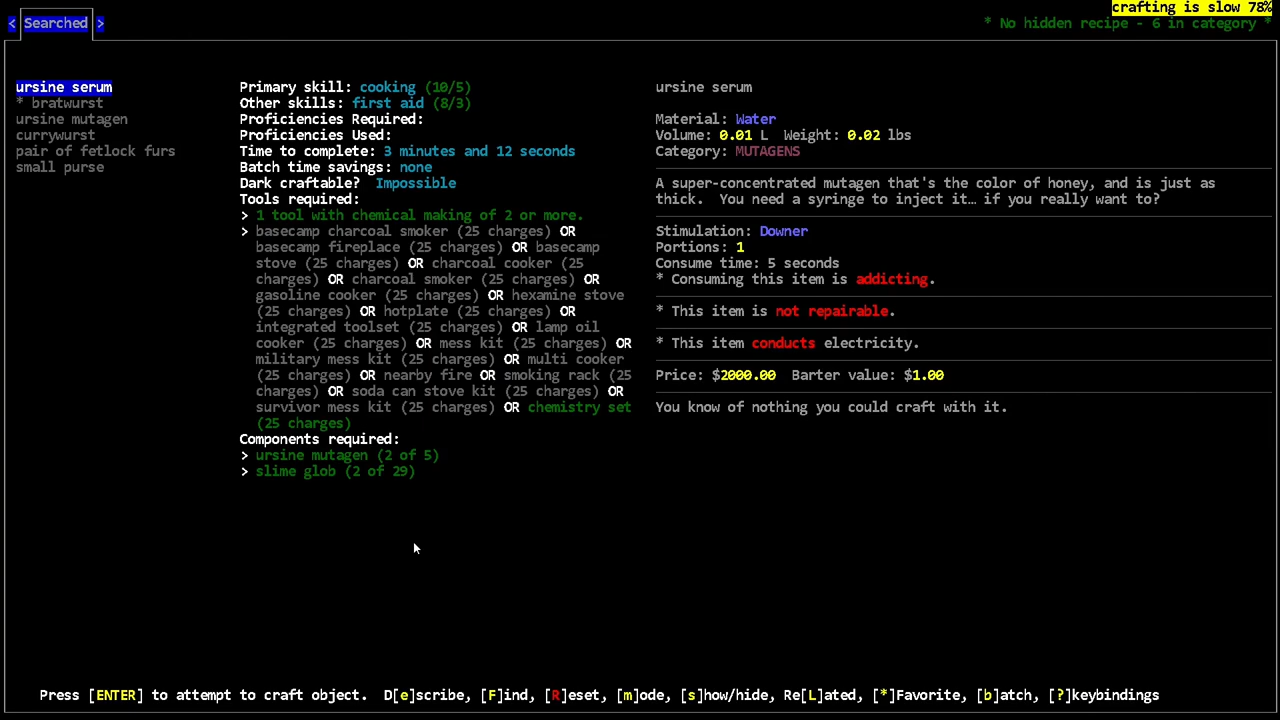 crafting is slow 78%
< Searched >
* No hidden recipe - 6 in category *
ursine serum
* bratwurst
ursine mutagen
currywurst
pair of fetlock furs
small purse
Primary skill: cooking (10/5)
Other skills: first aid (8/3)
Proficiencies Required:
Proficiencies Used:
Time to complete: 3 minutes and 12 seconds
Batch time savings: none
Dark craftable?  Impossible
Tools required:
> 1 tool with chemical making of 2 or more.
> basecamp charcoal smoker (25 charges) OR
basecamp fireplace (25 charges) OR basecamp
stove (25 charges) OR charcoal cooker (25
charges) OR charcoal smoker (25 charges) OR
gasoline cooker (25 charges) OR hexamine stove
(25 charges) OR hotplate (25 charges) OR
integrated toolset (25 charges) OR lamp oil
cooker (25 charges) OR mess kit (25 charges) OR
military mess kit (25 charges) OR multi cooker
(25 charges) OR nearby fire OR smoking rack (25
charges) OR soda can stove kit (25 charges) OR
survivor mess kit (25 charges) OR chemistry set
(25 charges)
Components required:
> ursine mutagen (2 of 5)
> slime glob (2 of 29)
ursine serum
Material: Water
Volume: 0.01 L  Weight: 0.02 lbs
Category: MUTAGENS
A super-concentrated mutagen that's the color of honey, and is just as
thick.  You need a syringe to inject it… if you really want to?
Stimulation: Downer
Portions: 1
Consume time: 5 seconds
* Consuming this item is addicting.
* This item is not repairable.
* This item conducts electricity.
Price: $2000.00  Barter value: $1.00
You know of nothing you could craft with it.
Press [ENTER] to attempt to craft object.  D[e]scribe, [F]ind, [R]eset, [m]ode, [s]how/hide, Re[L]ated, [*]Favorite, [b]atch, [?]keybindings